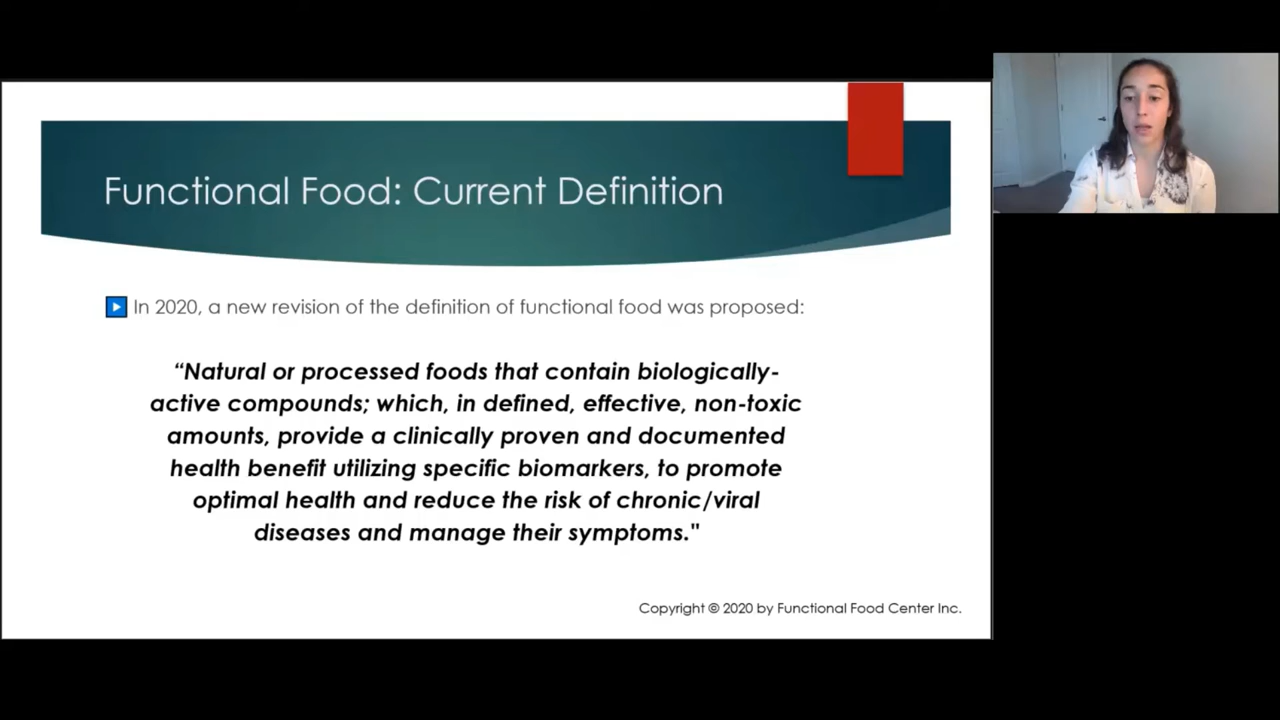 Functional Food: Current Definition
In 2020, a new revision of the definition of functional food was proposed:
“Natural or processed foods that contain biologically-
active compounds; which, in defined, effective, non-toxic
amounts, provide a clinically proven and documented
health benefit utilizing specific biomarkers, to promote
optimal health and reduce the risk of chronic/viral
diseases and manage their symptoms."
Copyright © 2020 by Functional Food Center Inc.